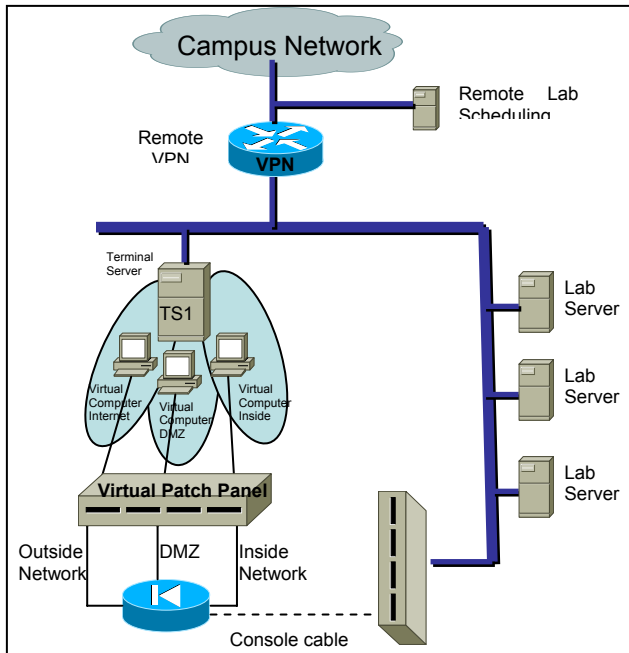 Campus Network
Remote Lab
Scheduling
Remote
VPN
VPN
Terminal
Server
TS1
Lab
Server
Virtual
Computer
Internet
Virtual
Computer
DMZ
Virtual
Computer
Inside
Lab
Server
Virtual Patch Panel
Lab
Server
Outside
Network
DMZ
Inside
Network
Console cable